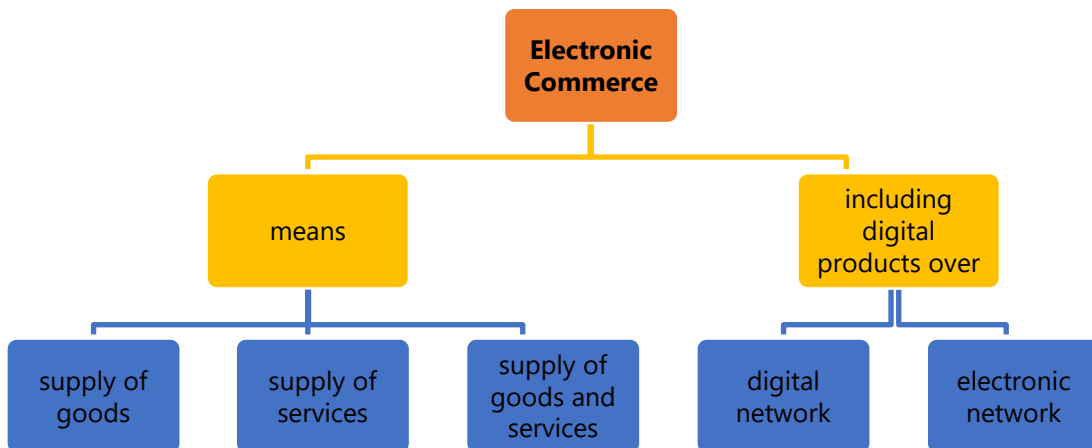 Electronic
Commerce
means
including
digital
products over
supply of
goods
supply of
services
supply of
goods and
services
digital
network
electronic
network